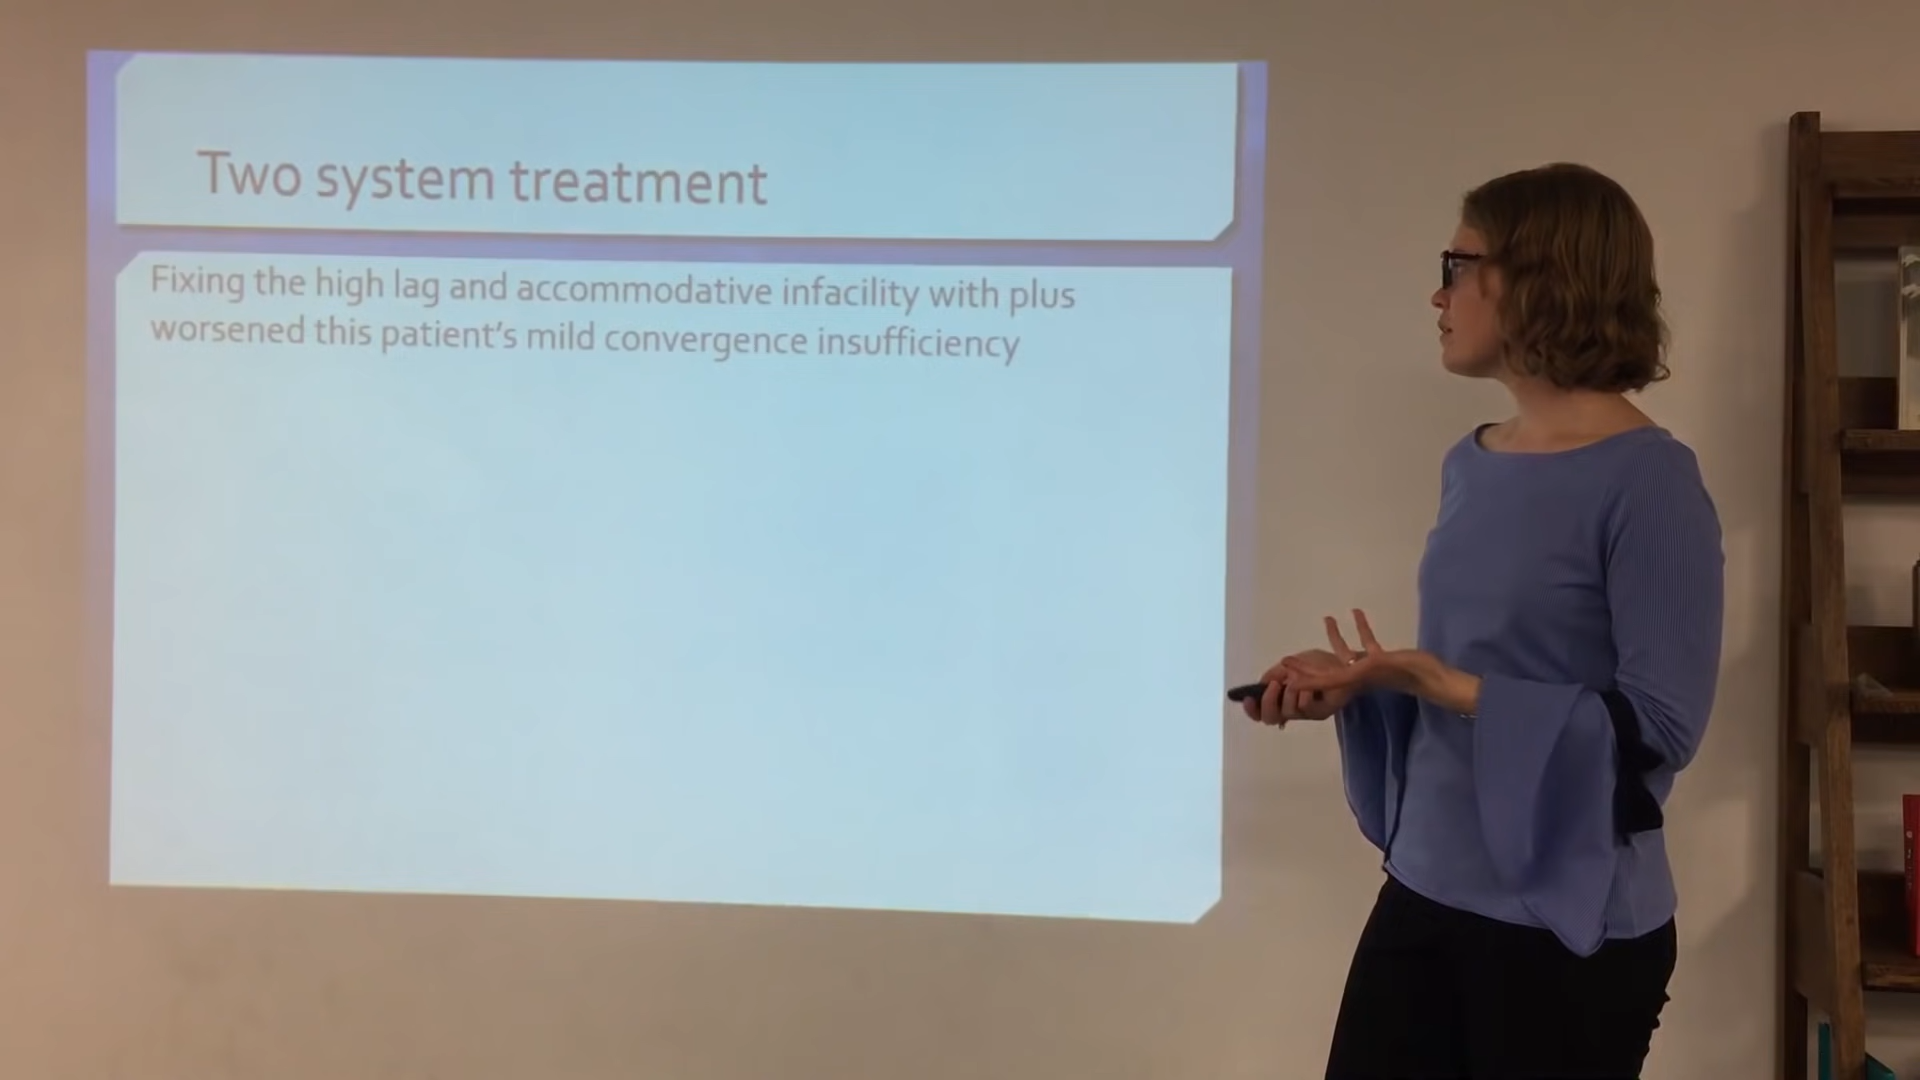 Two system treatment
Fixing the high lag and accommodative infacility with plus
worsened this patient’s mild convergence insufficiency